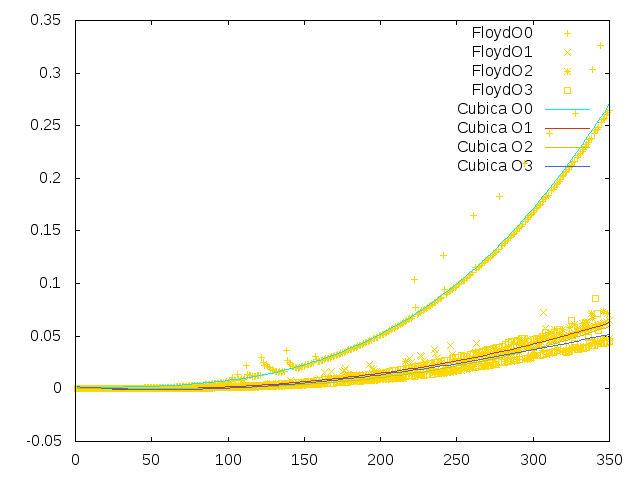 0.35
0.3
0.25
0.2
0.15
0.1
0.05
0
-0.05
0 50 100 150 200 250 300 350
FloydO0
FloydO1
FloydO2
FloydO3
Cubica O0
Cubica O1
Cubica O2
Cubica O3